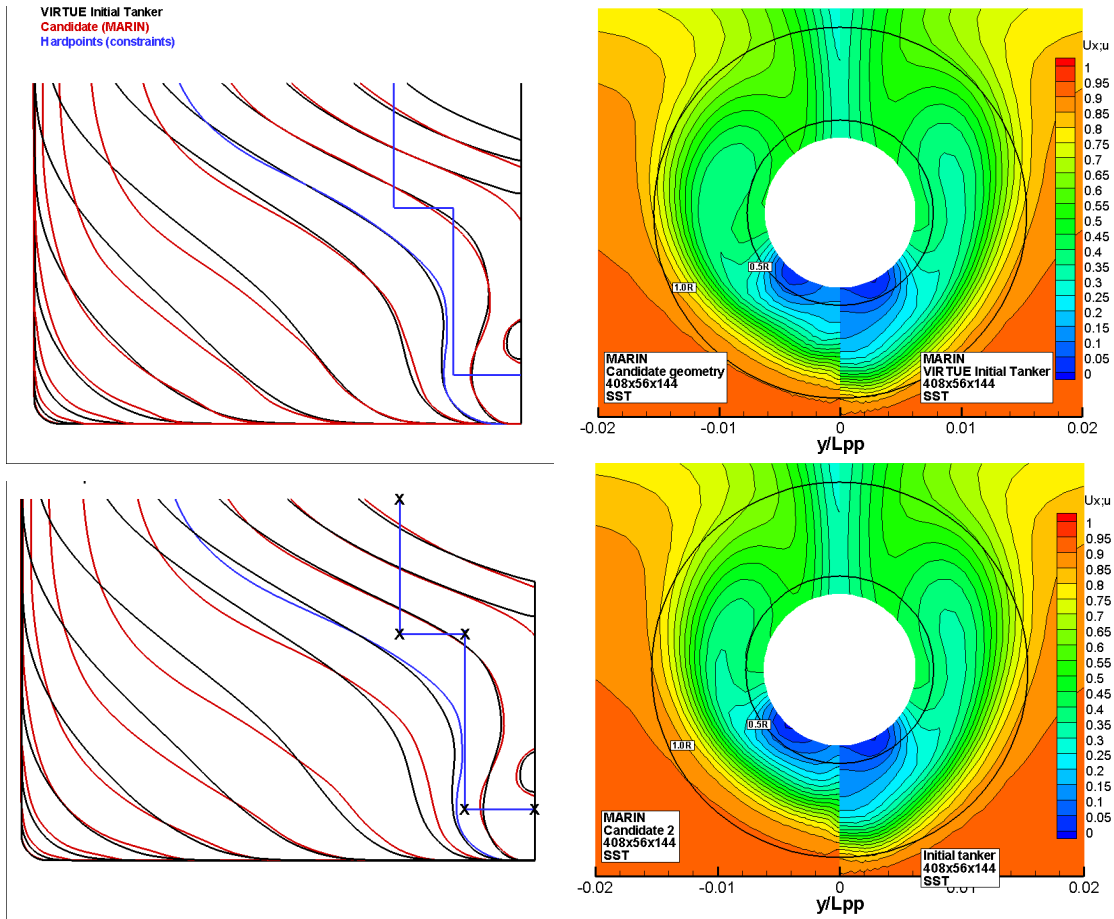 VIRTUE Initial Tanker
Candidate (MARIN)
Hardpoints (constraints)
Ux;u
1
0.95
0.9
0.85
0.8
0.75
0.7
0.65
0.6
0.55
0.5
0.45
0.4
0.35
0.3
0.25
0.2
0.15
0.1
0.05
0
0.5R
1.0R
MARIN
Candidate geometry
408x56x144
SST
MARIN
VIRTUE Initial Tanker
408x56x144
SST
-0.02
-0.01
0
0.01
0.02
y/Lpp
X
X
X
X
X
Ux;u
1
0.95
0.9
0.85
0.8
0.75
0.7
0.65
0.6
0.55
0.5
0.45
0.4
0.35
0.3
0.25
0.2
0.15
0.1
0.05
0
0.5R
1.0R
MARIN
Candidate 2
408x56x144
SST
Initial tanker
408x56x144
SST
-0.02
-0.01
0
0.01
0.02
y/Lpp